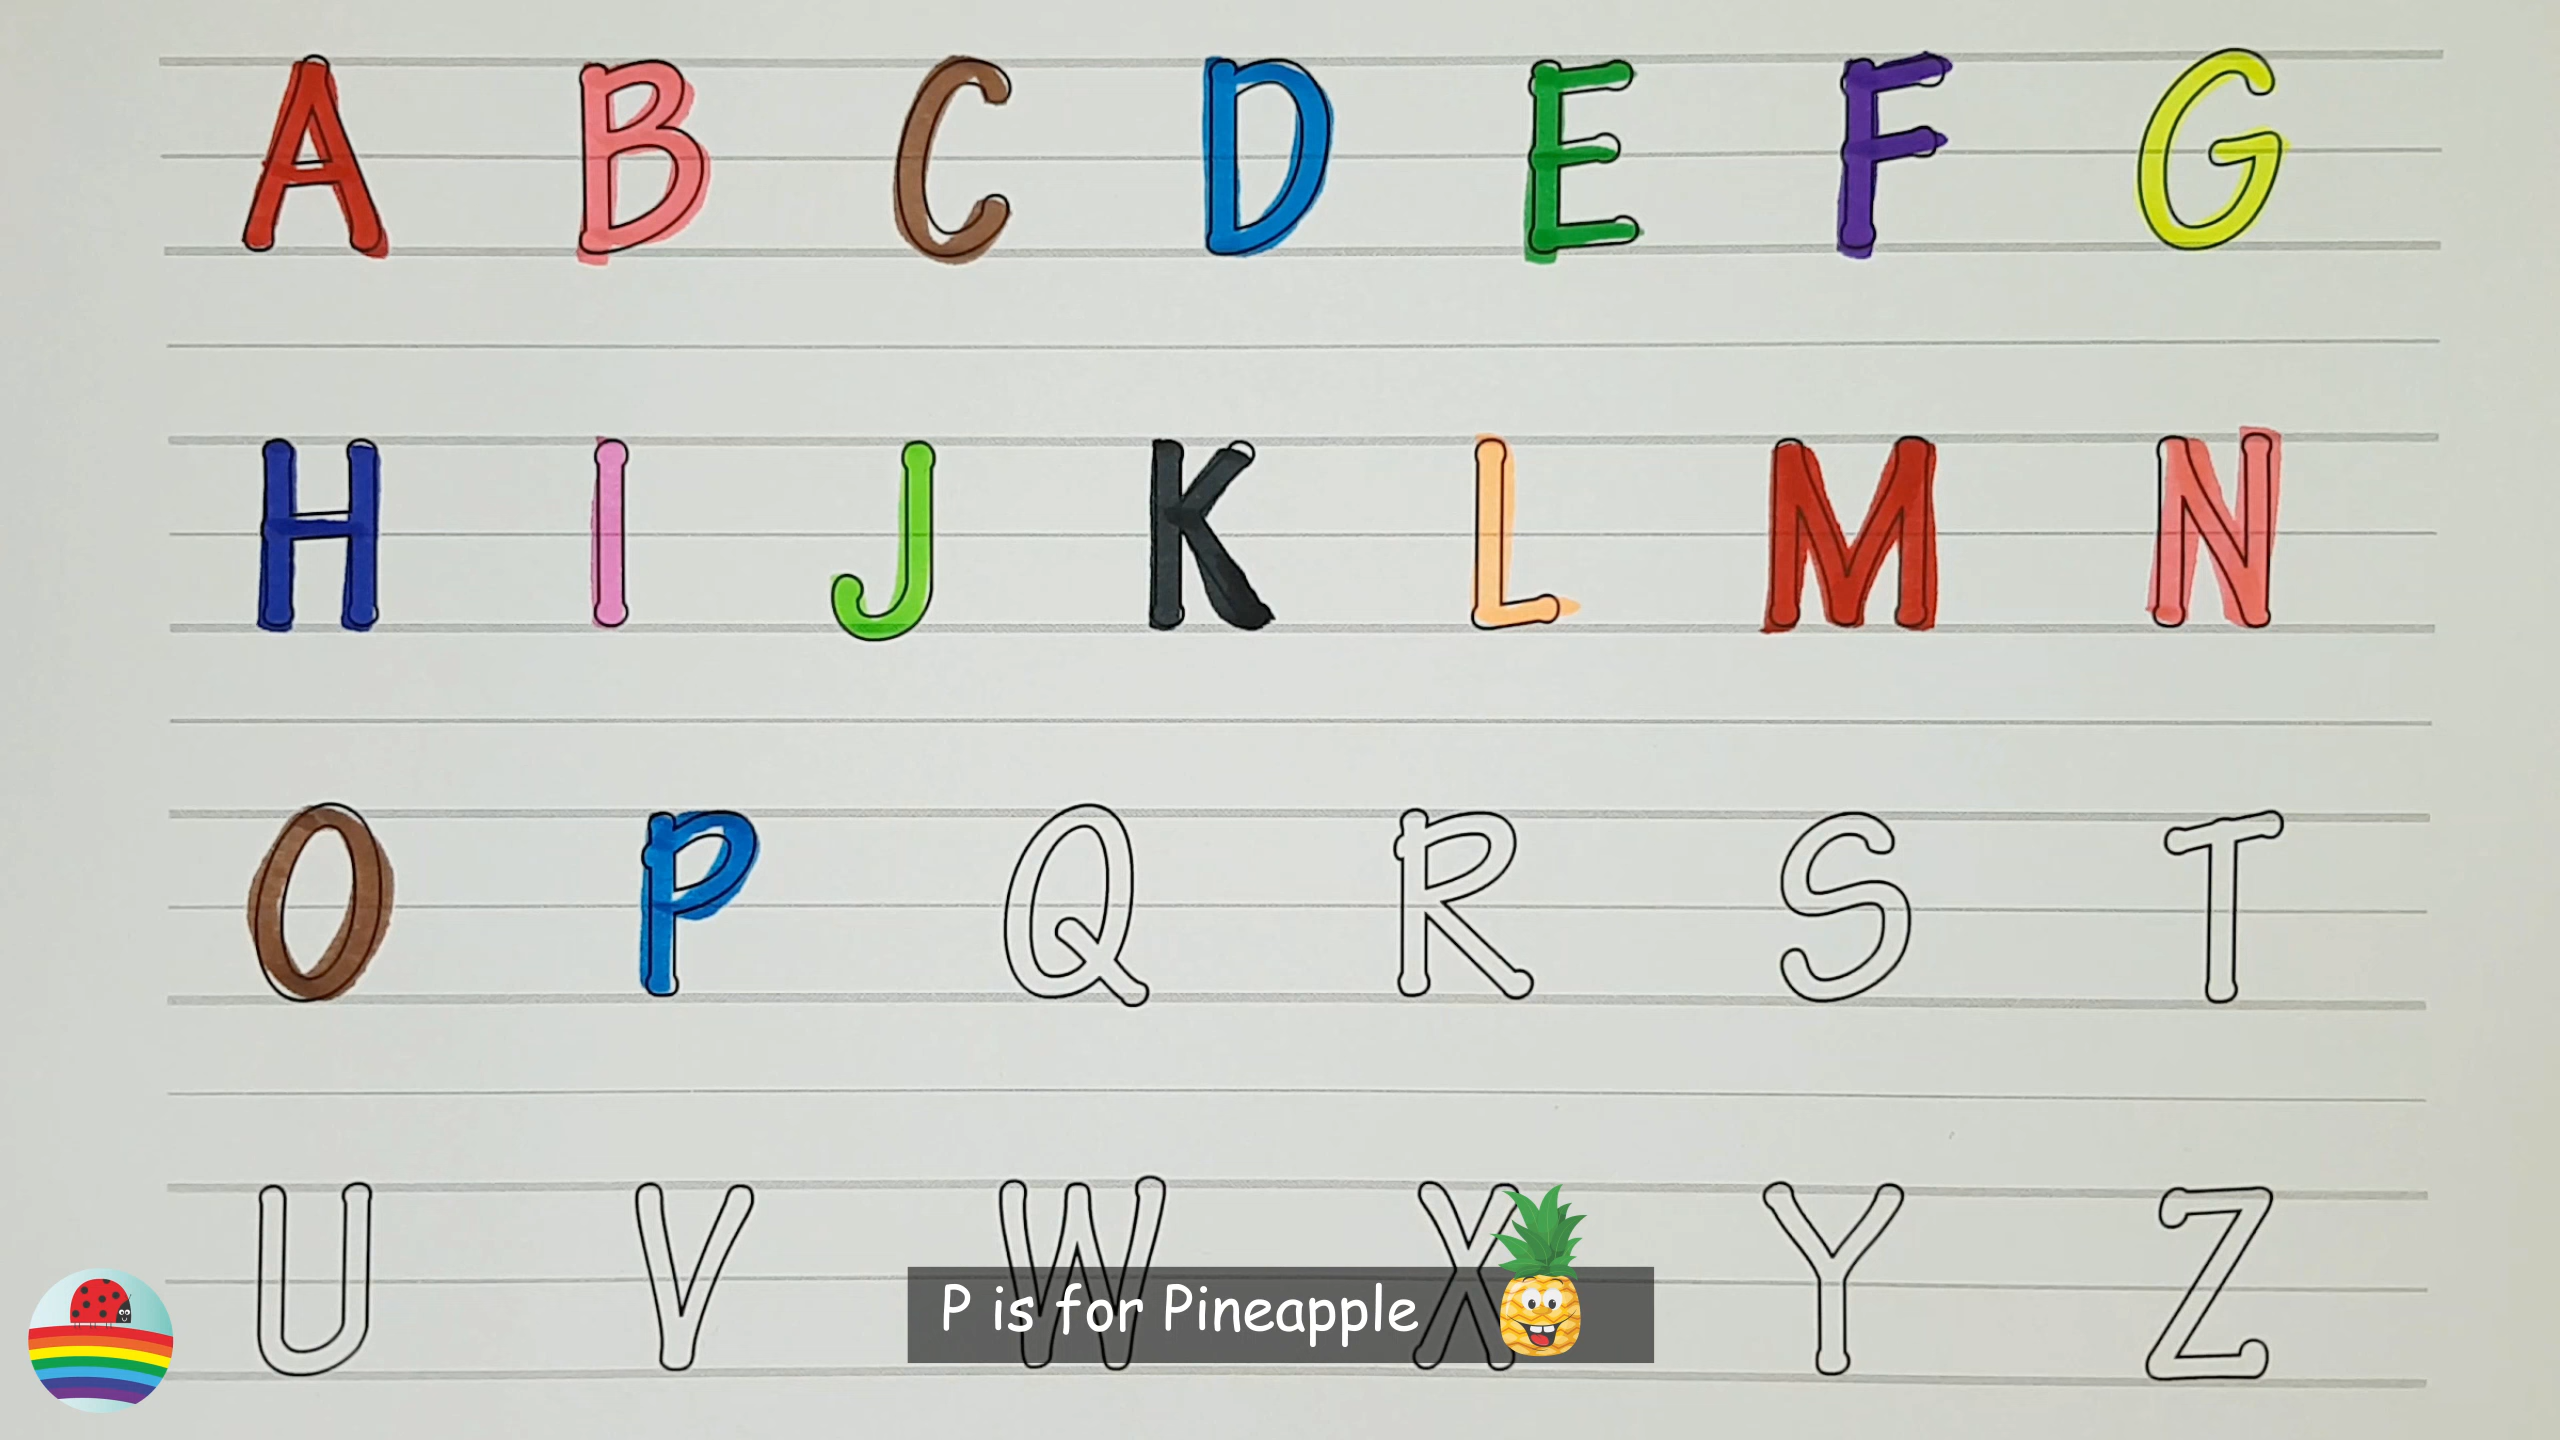 A B C D E F G
H I J K L M N
O P Q R S T
U V W X Y Z
P is for Pineapple